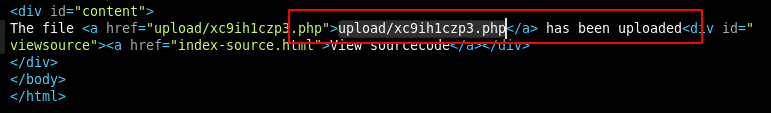 <div id="content">
The file <a href="upload/xc9ih1czp3.php">upload/xc9ih1czp3.php</a> has been uploaded<div id="
viewsource"><a href="index-source.html">View sourcecode</a></div>
</div>
</body>
</html>